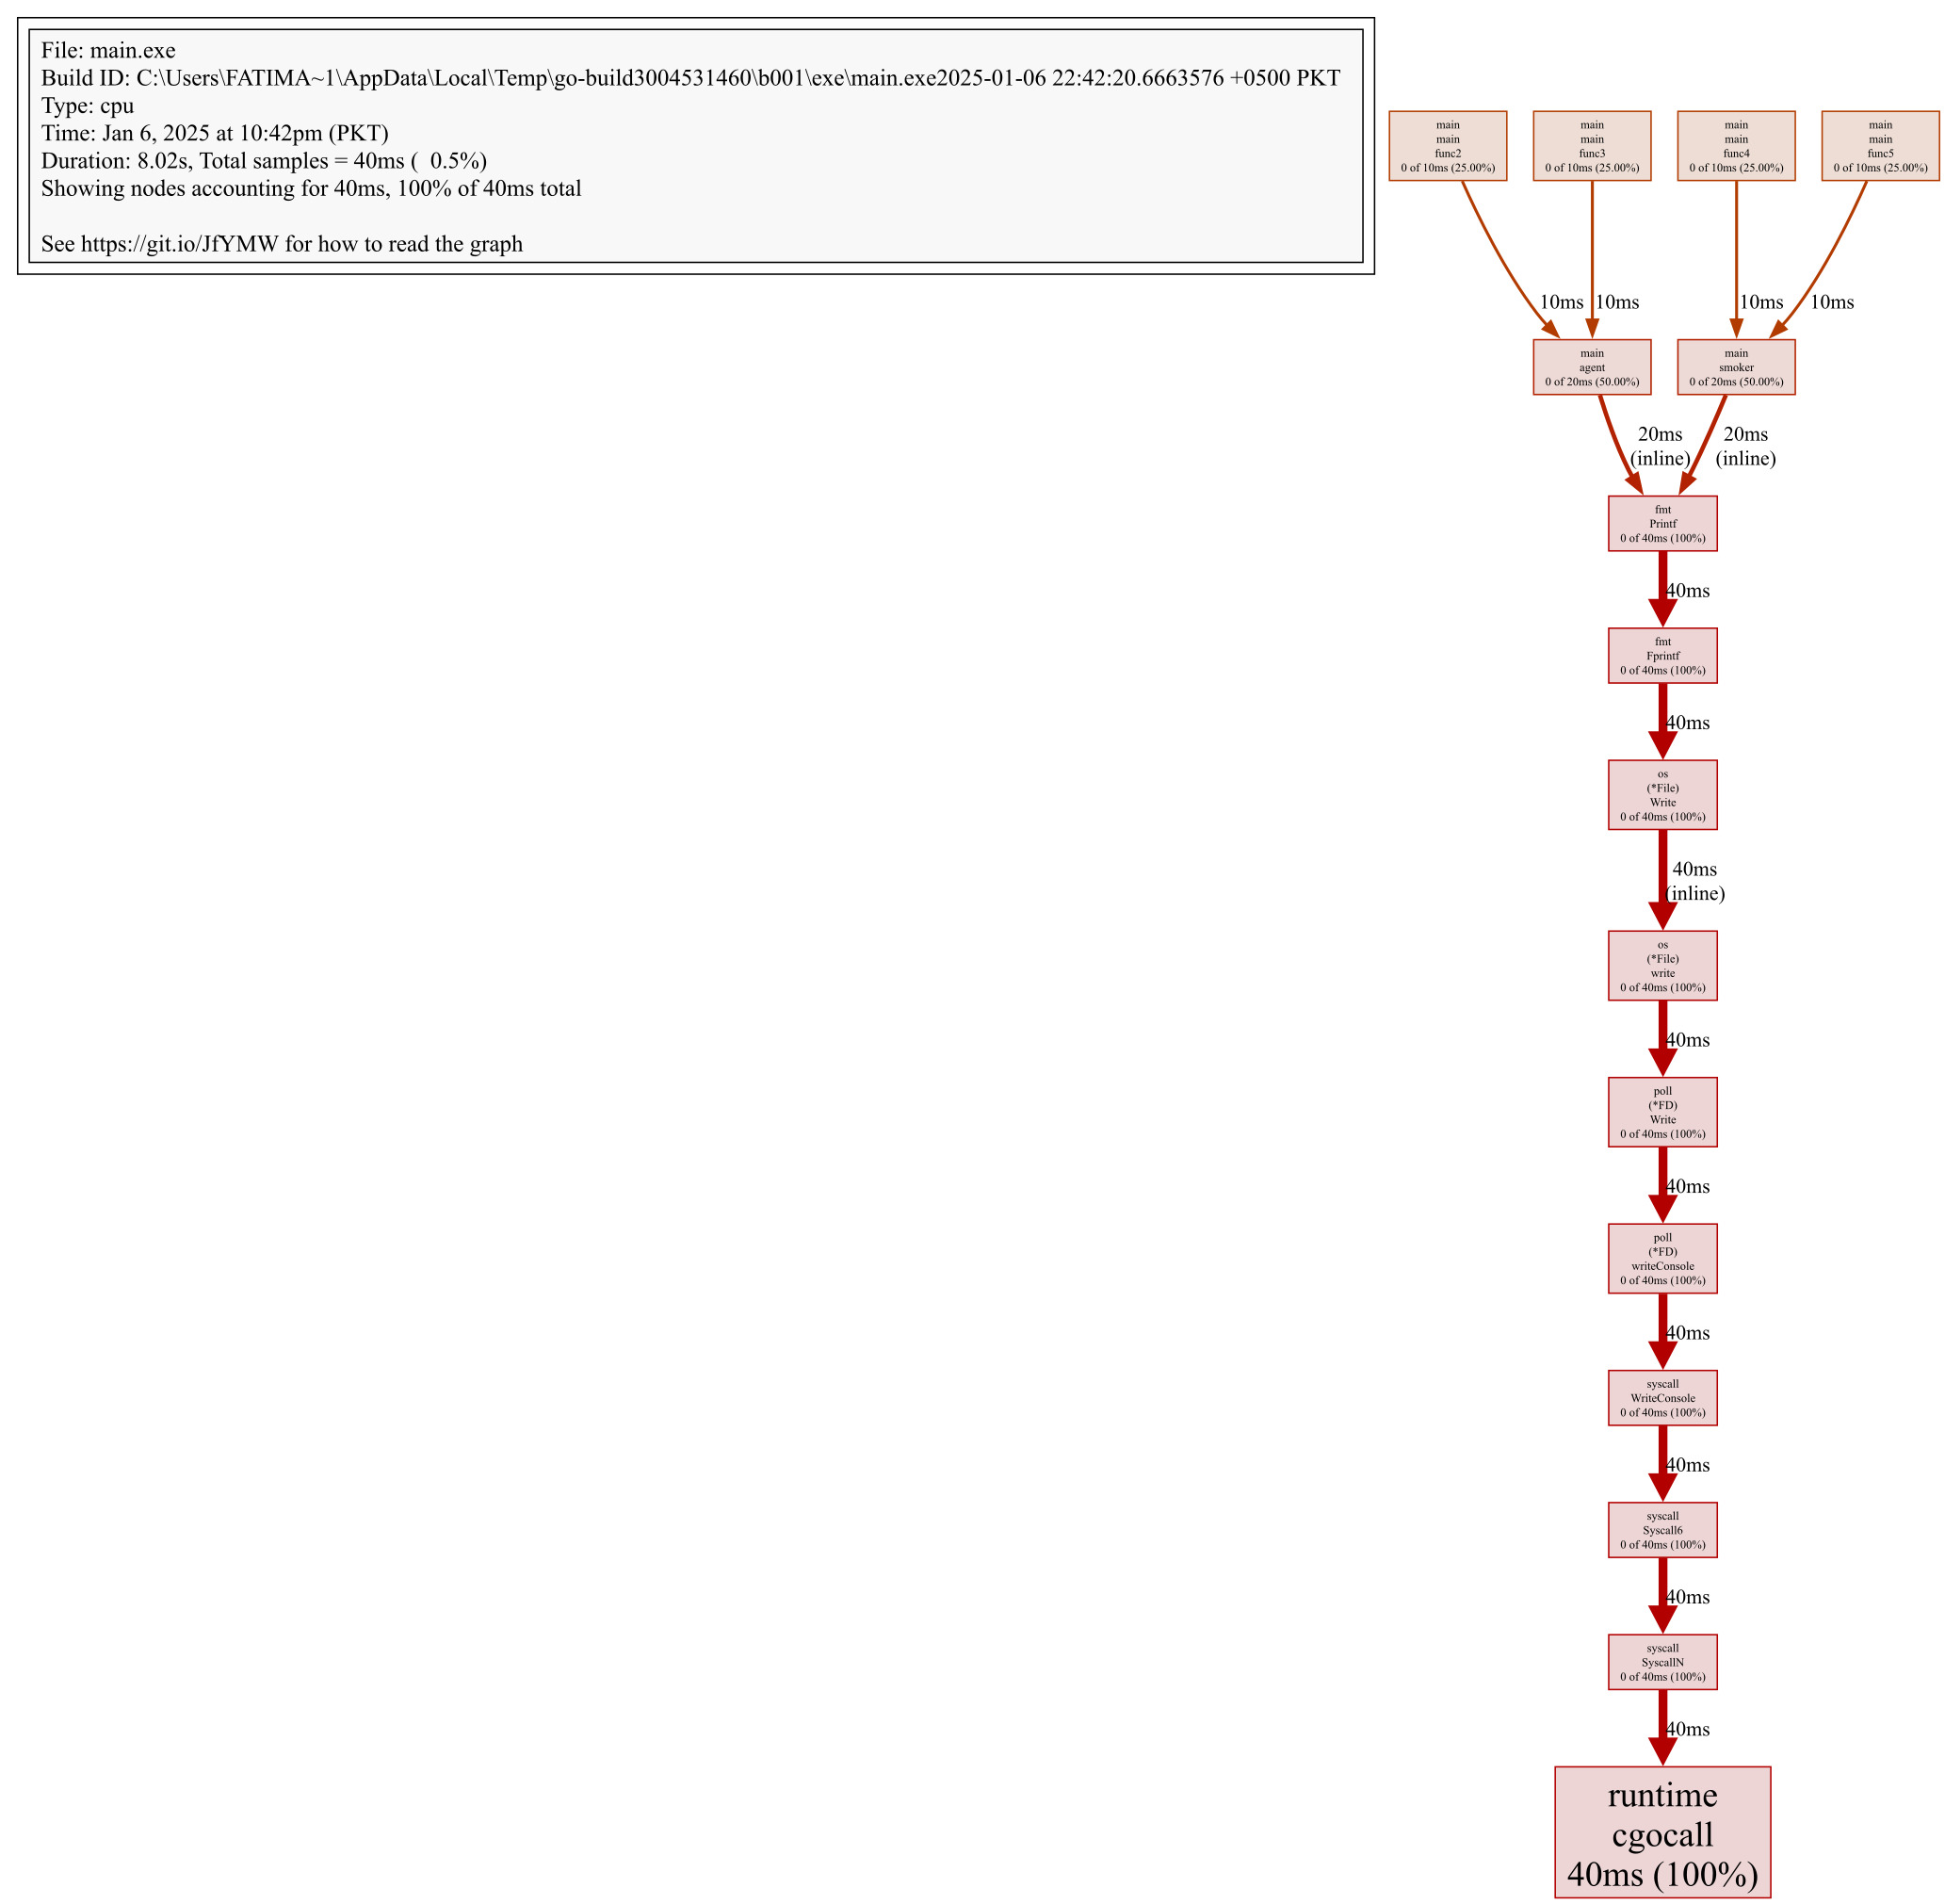 File: main.exe
Build ID: C:\Users\FATIMA~1\AppData\Local\Temp\go-build3004531460\b001\exe\main.exe2025-01-06 22:42:20.6663576 +0500 PKT
Type: cpu
Time: Jan 6, 2025 at 10:42pm (PKT)
Duration: 8.02s, Total samples = 40ms (  0.5%)
Showing nodes accounting for 40ms, 100% of 40ms total
See https://git.io/JfYMW for how to read the graph
main
main
func2
0 of 10ms (25.00%)
main
main
func3
0 of 10ms (25.00%)
main
main
func4
0 of 10ms (25.00%)
main
main
func5
0 of 10ms (25.00%)
10ms
10ms
10ms
10ms
main
agent
0 of 20ms (50.00%)
main
smoker
0 of 20ms (50.00%)
20ms
(inline)
20ms
(inline)
fmt
Printf
0 of 40ms (100%)
40ms
fmt
Fprintf
0 of 40ms (100%)
40ms
os
(*File)
Write
0 of 40ms (100%)
40ms
(inline)
os
(*File)
write
0 of 40ms (100%)
40ms
poll
(*FD)
Write
0 of 40ms (100%)
40ms
poll
(*FD)
writeConsole
0 of 40ms (100%)
40ms
syscall
WriteConsole
0 of 40ms (100%)
40ms
syscall
Syscall6
0 of 40ms (100%)
40ms
syscall
SyscallN
0 of 40ms (100%)
40ms
runtime
cgocall
40ms (100%)